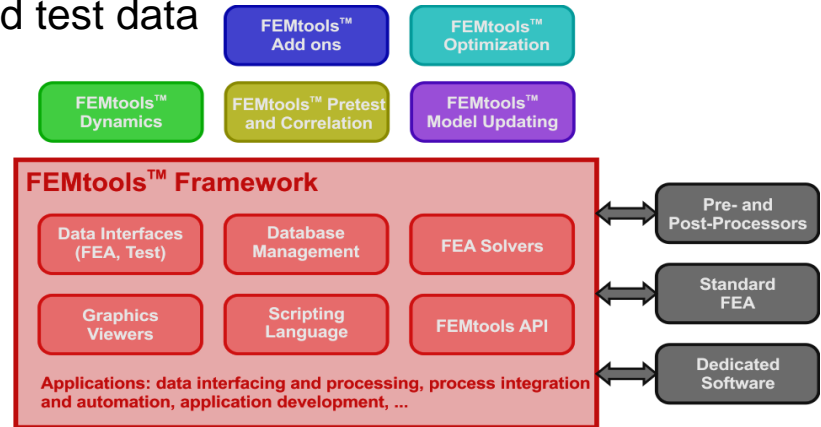 d test data
FEMtools™
Add ons
FEMtools™
Optimization
FEMtools™
Dynamics
FEMtools™ Pretest
and Correlation
FEMtools™
Model Updating
FEMtools™ Framework
Data Interfaces
(FEA, Test)
Database
Management
FEA Solvers
Graphics
Viewers
Scripting
Language
FEMtools API
Applications: data interfacing and processing, process integration
and automation, application development, ...
Pre- and
Post-Processors
Standard
FEA
Dedicated
Software